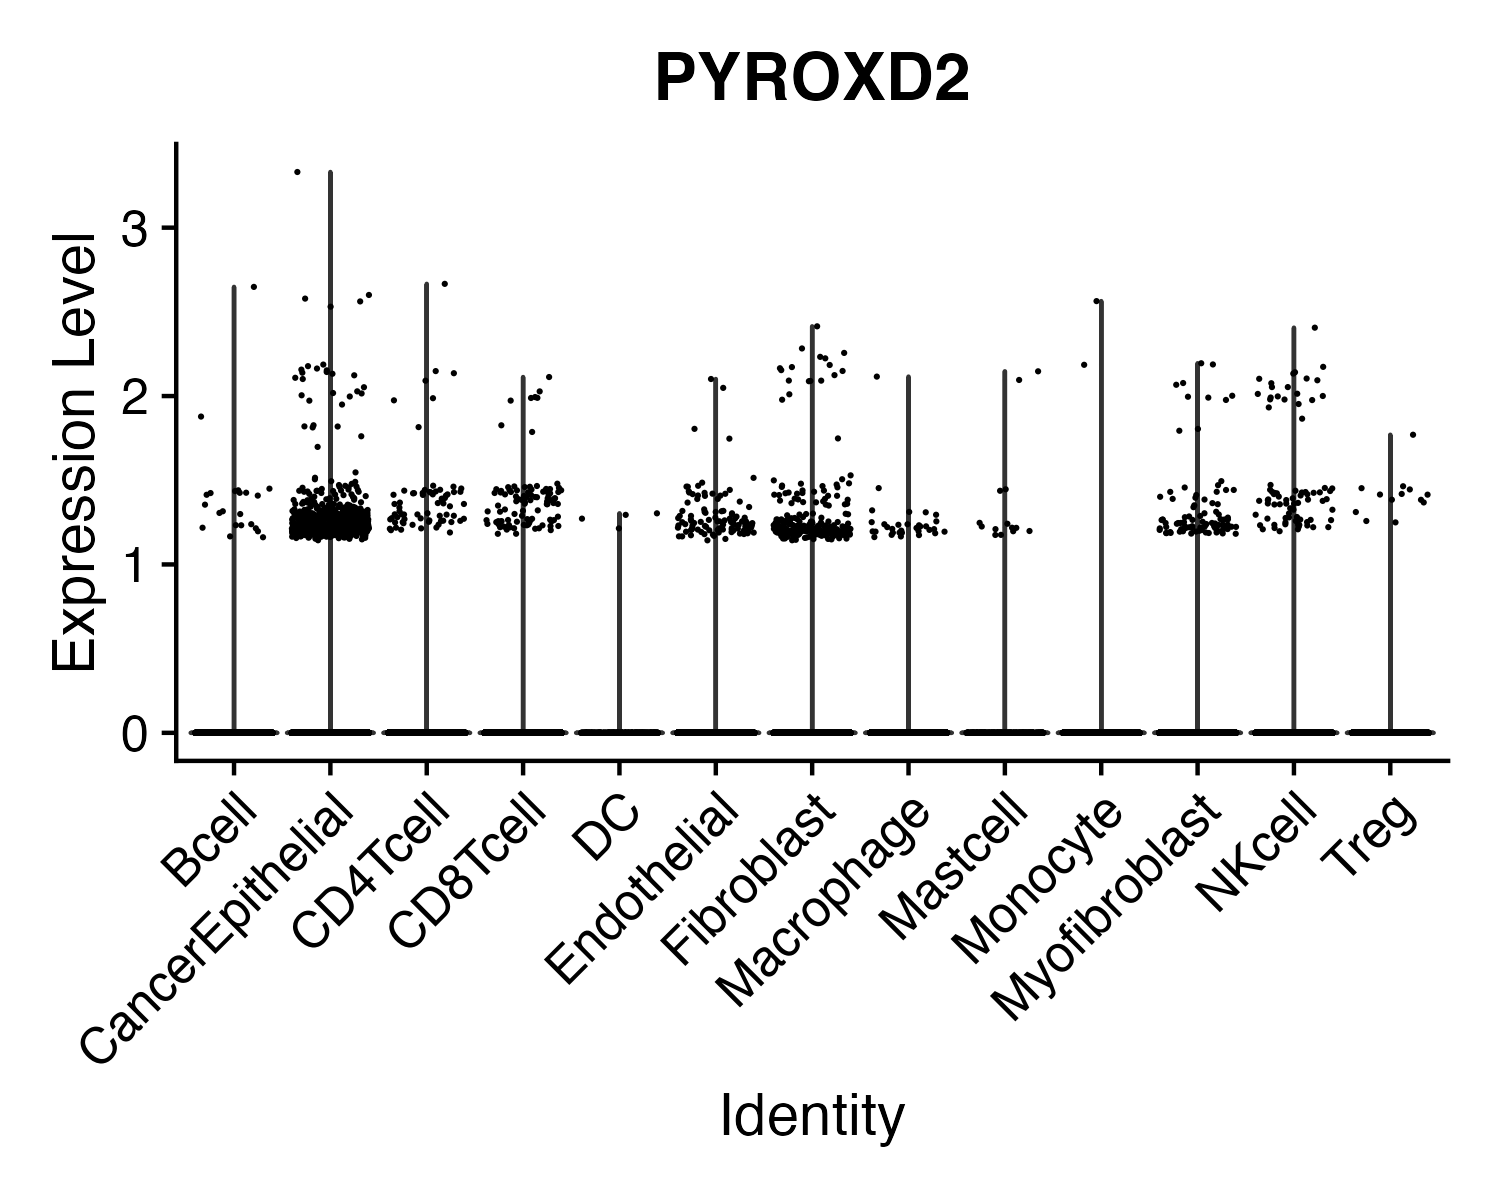 PYROXD2
Expression Level
3
2
1
0
Bcell
CancerEpithelial
CD4Tcell
CD8Tcell
DC
Endothelial
Fibroblast
Macrophage
Mastcell
Monocyte
Myofibroblast
NKcell
Treg
Identity